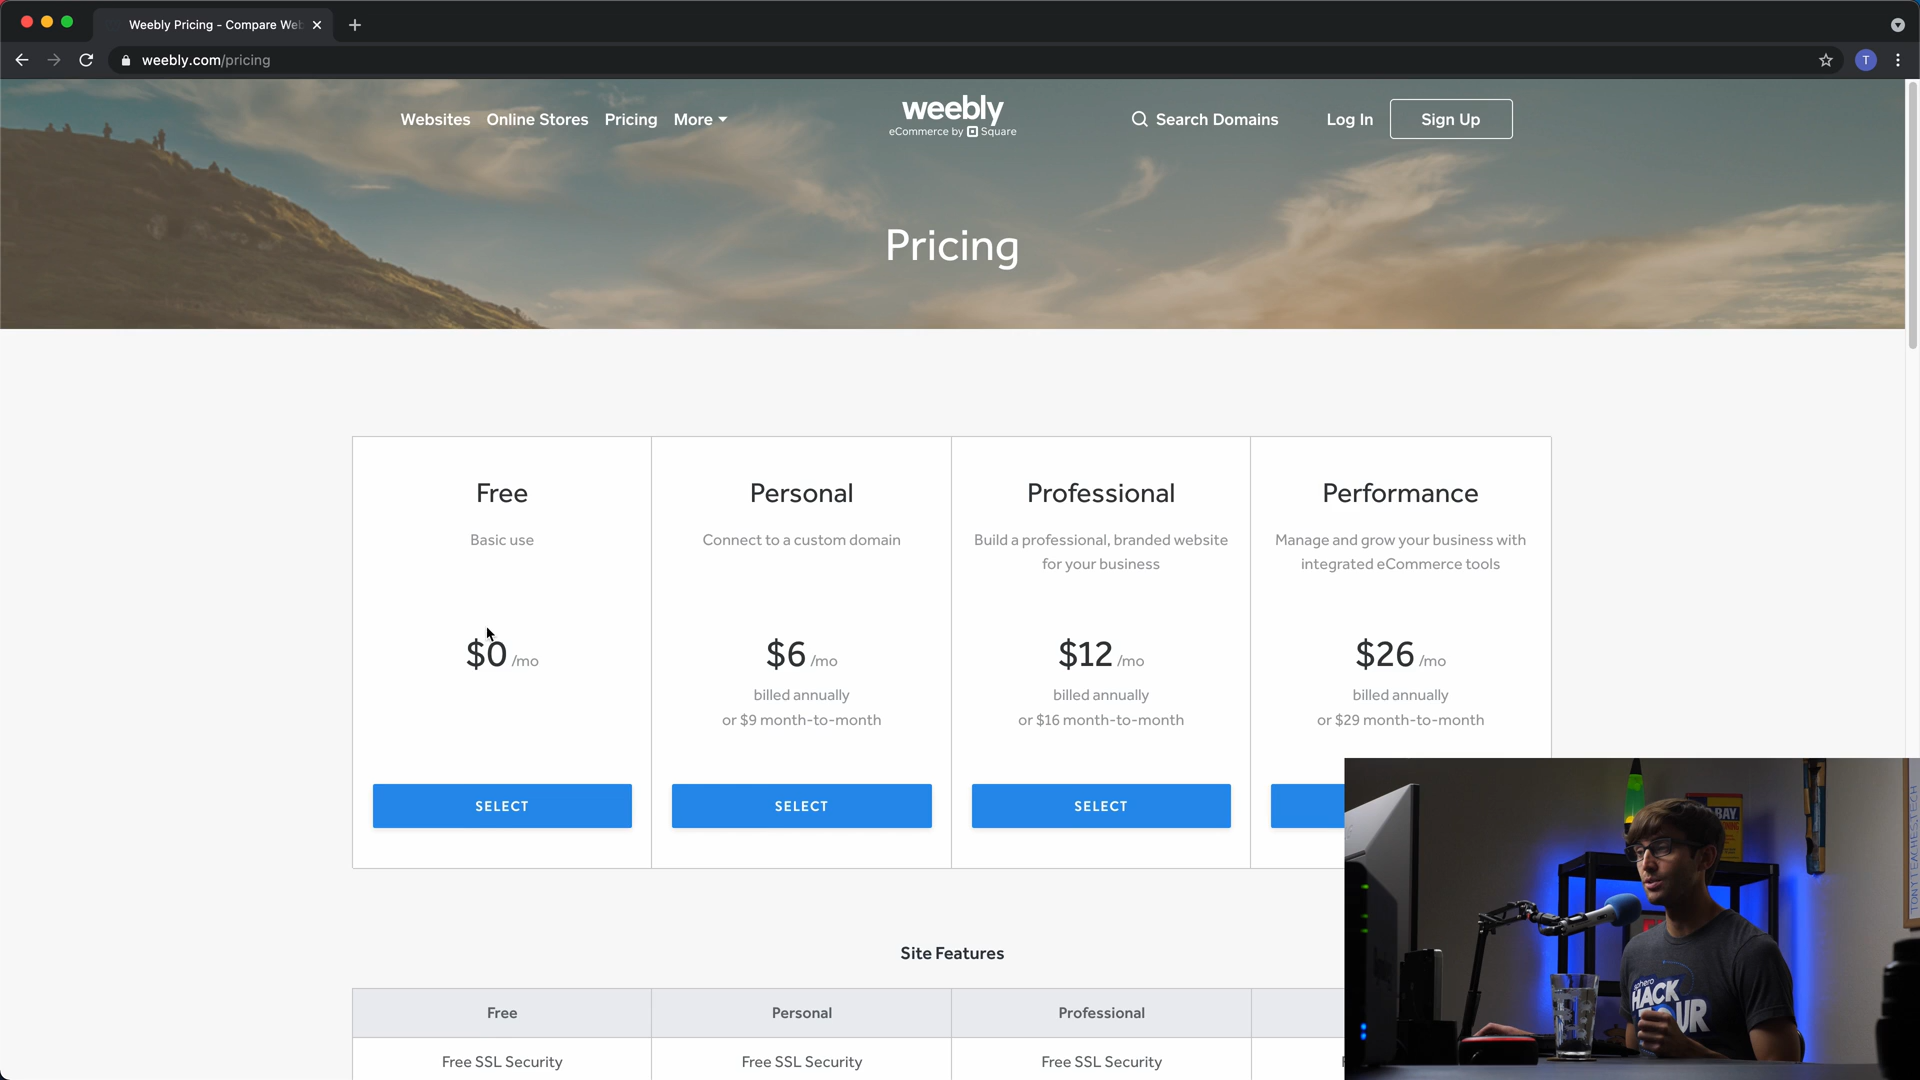 Weebly Pricing - Compare We
weebly.com/pricing
T
Websites
Online Stores
Pricing
More
weebly
eCommerce by Square
Search Domains
Log In
Sign Up
Pricing
Free
Basic use
$0 /mo
SELECT
Personal
Connect to a custom domain
$6 /mo
billed annually
or $9 month-to-month
SELECT
Professional
Build a professional, branded website
for your business
$12 /mo
billed annually
or $16 month-to-month
SELECT
Performance
Manage and grow your business with
integrated eCommerce tools
$26 /mo
billed annually
or $29 month-to-month
Site Features
Free
Personal
Professional
Free SSL Security
Free SSL Security
Free SSL Security
BAY
TONYTEACHES.TECH
sphero
HACK